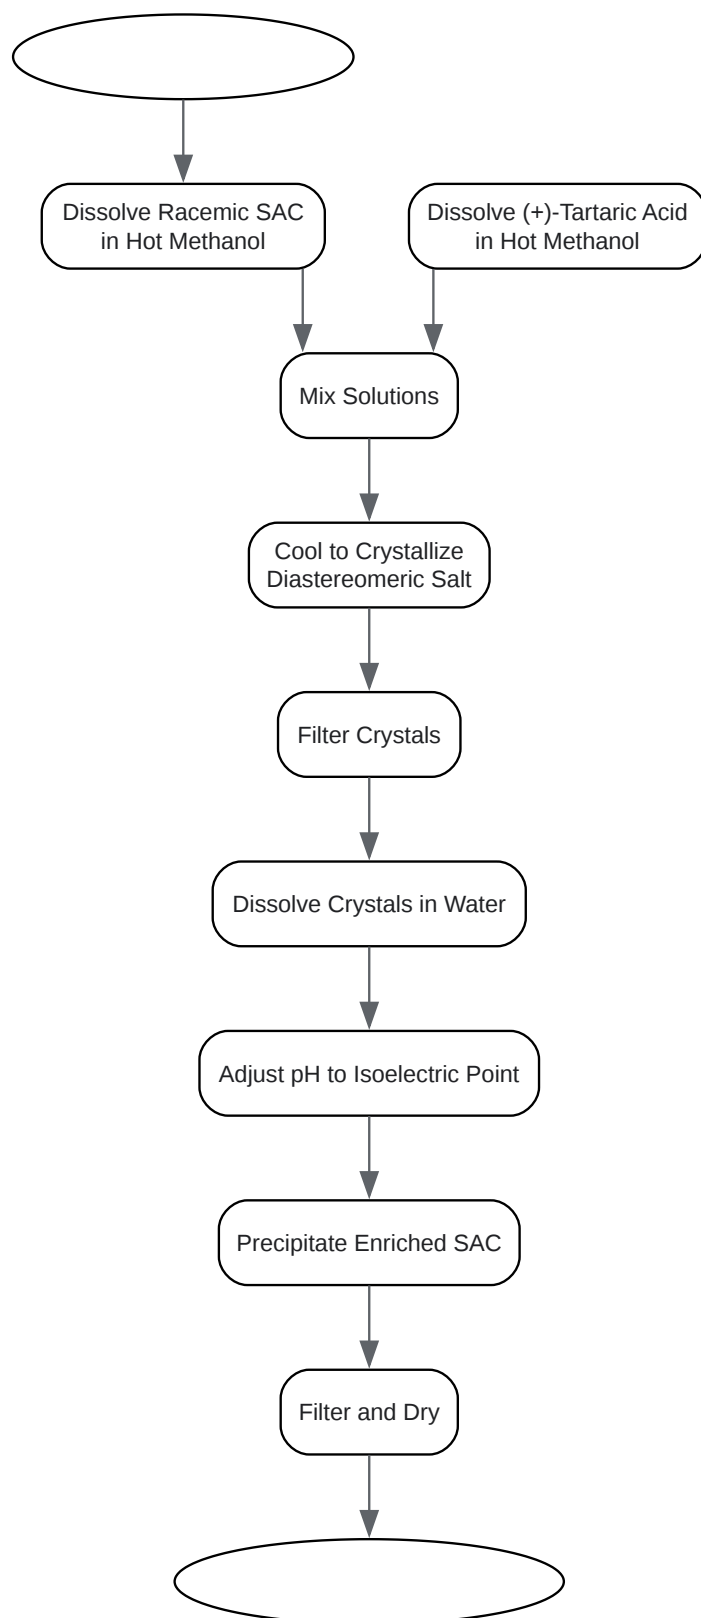 Dissolve Racemic SAC
in Hot Methanol
Dissolve (+)-Tartaric Acid
in Hot Methanol
Mix Solutions
Cool to Crystallize
Diastereomeric Salt
Filter Crystals
Dissolve Crystals in Water
Adjust pH to Isoelectric Point
Precipitate Enriched SAC
Filter and Dry